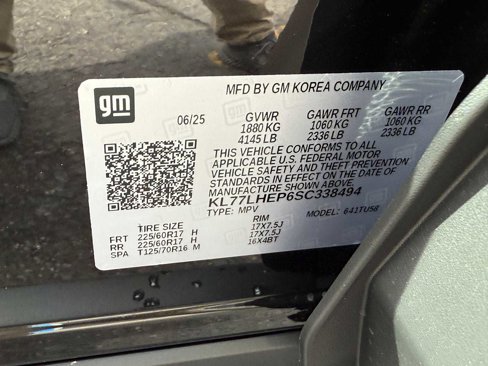 gm
MFD BY GM KOREA COMPANY
06/25 GVWR GAWR FRT GAWR RR
1880 KG 1060 KG 1060 KG
4145 LB 2336 LB 2336 LB
THIS VEHICLE CONFORMS TO ALL
APPLICABLE U.S. FEDERAL MOTOR
VEHICLE SAFETY AND THEFT PREVENTION
STANDARDS IN EFFECT ON THE DATE OF
MANUFACTURE SHOWN ABOVE.
KL77LHEP6SC338494
TYPE: MPV MODEL: 641TU58
TIRE SIZE RIM
FRT 225/60R17 H 17X7.5J
RR 225/60R17 H 17X7.5J
SPA T125/70R16 M 16X4BT